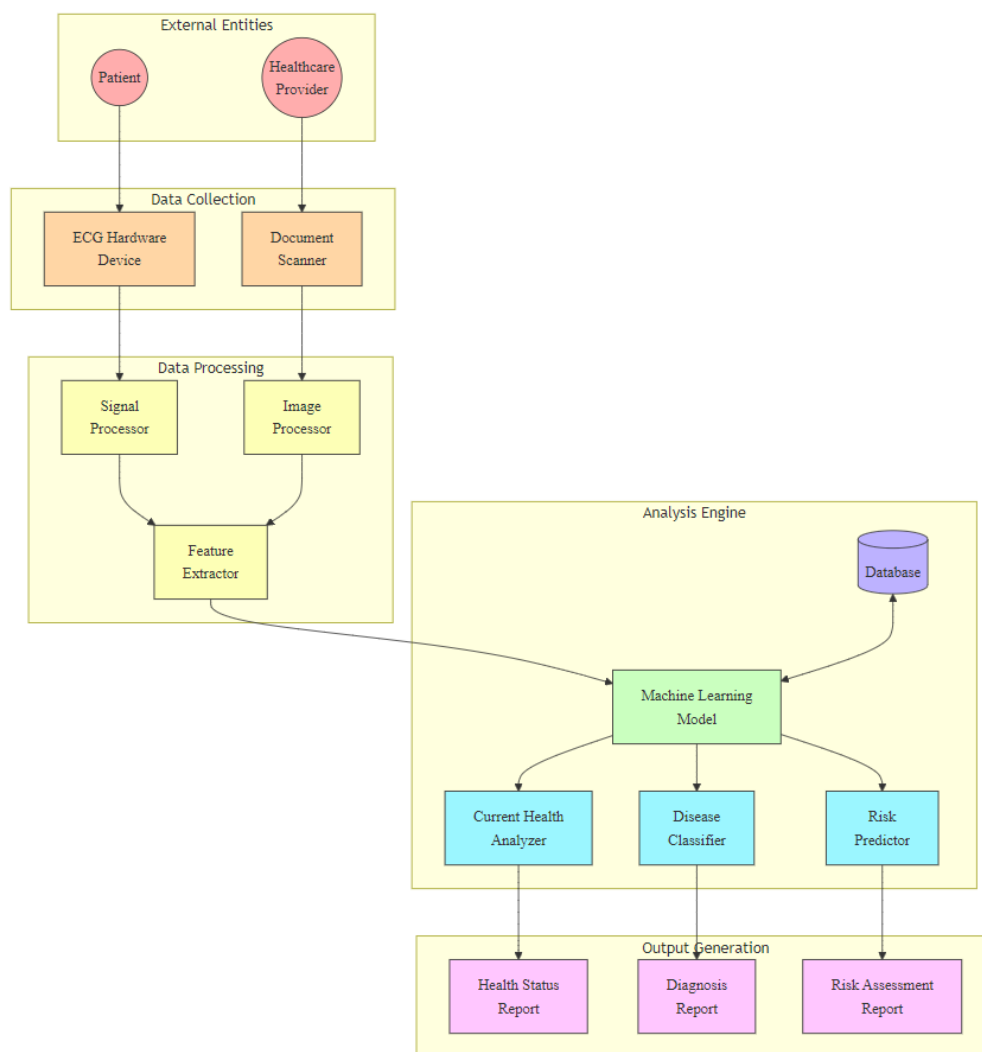 External Entities
Patient
Healthcare
Provider
Data Collection
ECG Hardware
Device
Document
Scanner
Data Processing
Signal
Processor
Image
Processor
Feature
Extractor
Analysis Engine
Database
Machine Learning
Model
Current Health
Analyzer
Disease
Classifier
Risk
Predictor
Output Generation
Health Status
Report
Diagnosis
Report
Risk Assessment
Report